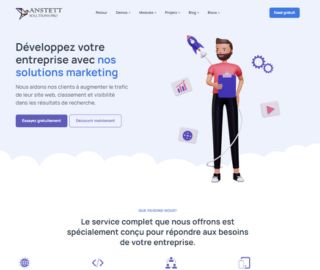 ANSTETT
SOLUTIONS PRO
Retour
Demos
Modules
Project
Blog
Essai gratuit
Développez votre
entreprise avec nos
solutions marketing
Nous aidons nos clients à augmenter le trafic
de leur site web, classement et visibilité
dans les résultats de recherche.
Essayez gratuitement
Découvrir maintenant
QUE FAISONS-NOUS?
Le service complet que nous offrons est
spécialement conçu pour répondre aux besoins
de votre entreprise.